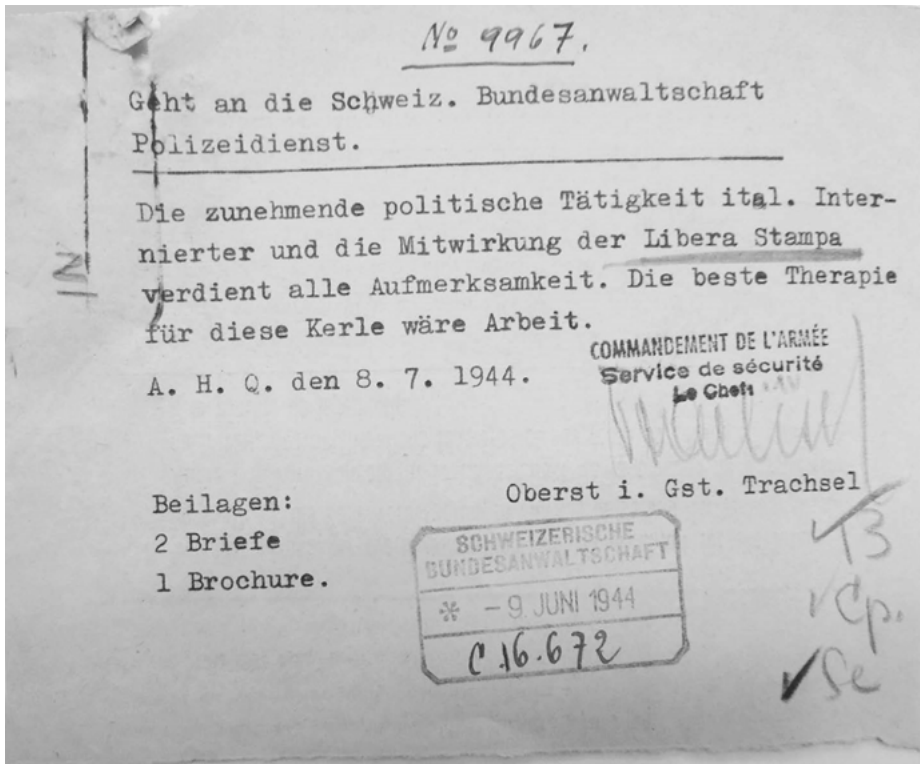 No 9967.
Geht an die Schweiz. Bundesanwaltschaft
Polizeidienst.
Die zunehmende politische Tätigkeit ital. Inter-
nierter und die Mitwirkung der Libera Stampa
verdient alle Aufmerksamkeit. Die beste Therapie
für diese Kerle wäre Arbeit.
COMMANDEMENT DE L'ARMÉE
Service de sécurité
Le Chef:
A. H. Q. den 8. 7. 1944.
Oberst i. Gst. Trachsel
Beilagen:
2 Briefe
1 Brochure.
SCHWEIZERISCHE
BUNDESANWALTSCHAFT
* - 9. JUNI 1944
C.16.672
Cp.
Se